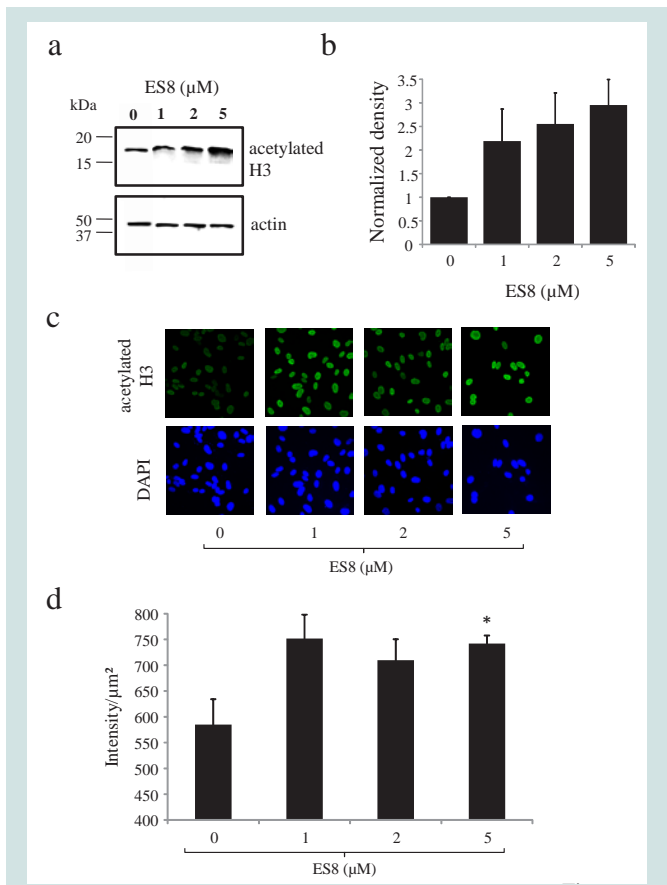 a
ES8 (µM)
kDa
0 1 2 5
20
15
acetylated
H3
50
37
actin
b
Normalized density
3.5
3
2.5
2
1.5
1
0.5
0
0 1 2 5
ES8 (µM)
c
acetylated
H3
DAPI
0 1 2 5
ES8 (µM)
d
Intensity/µm²
800
750
700
650
600
550
500
450
400
*
0 1 2 5
ES8 (µM)